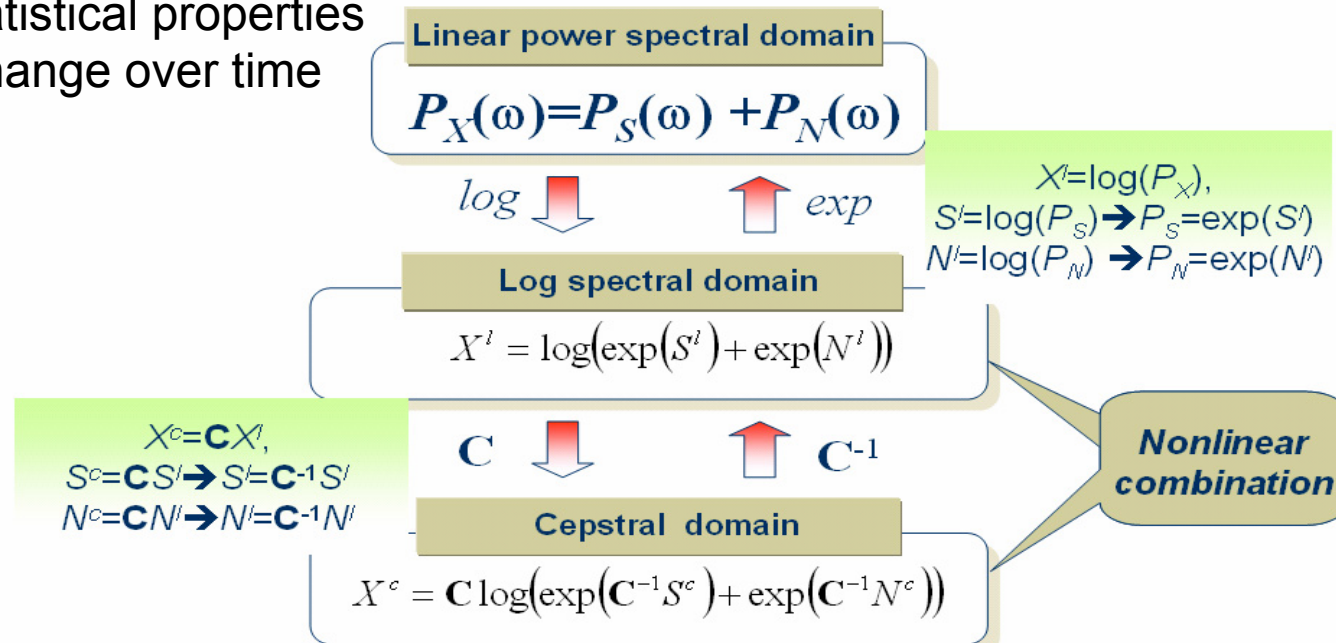 atistical properties
hange over time
Linear power spectral domain
P_X(ω)=P_S(ω) +P_N(ω)
log exp
X^l=log(P_X),
S^l=log(P_S)➔P_S=exp(S^l)
N^l=log(P_N) ➔P_N=exp(N^l)
Log spectral domain
X^l = log(exp(S^l)+exp(N^l))
X^c=CX^l,
S^c=CS^l➔S^l=C^-1S^l
N^c=CN^l➔N^l=C^-1N^l
C C^-1
Nonlinear
combination
Cepstral domain
X^c = C log(exp(C^-1S^c)+exp(C^-1N^c))